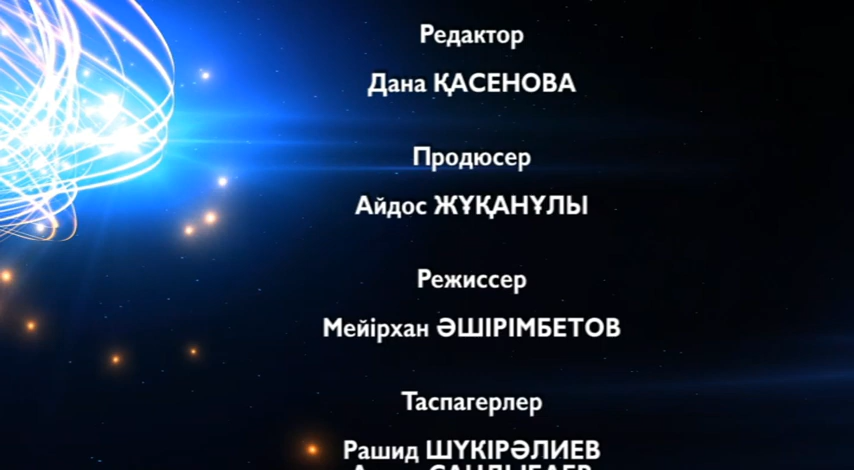 Редактор
Дана ҚАСЕНОВА
Продюсер
Айдос ЖҰҚАНҰЛЫ
Режиссер
Мейірхан ӘШІРІМБЕТОВ
Таспагерлер
Рашид ШҮКІРӘЛИЕВ